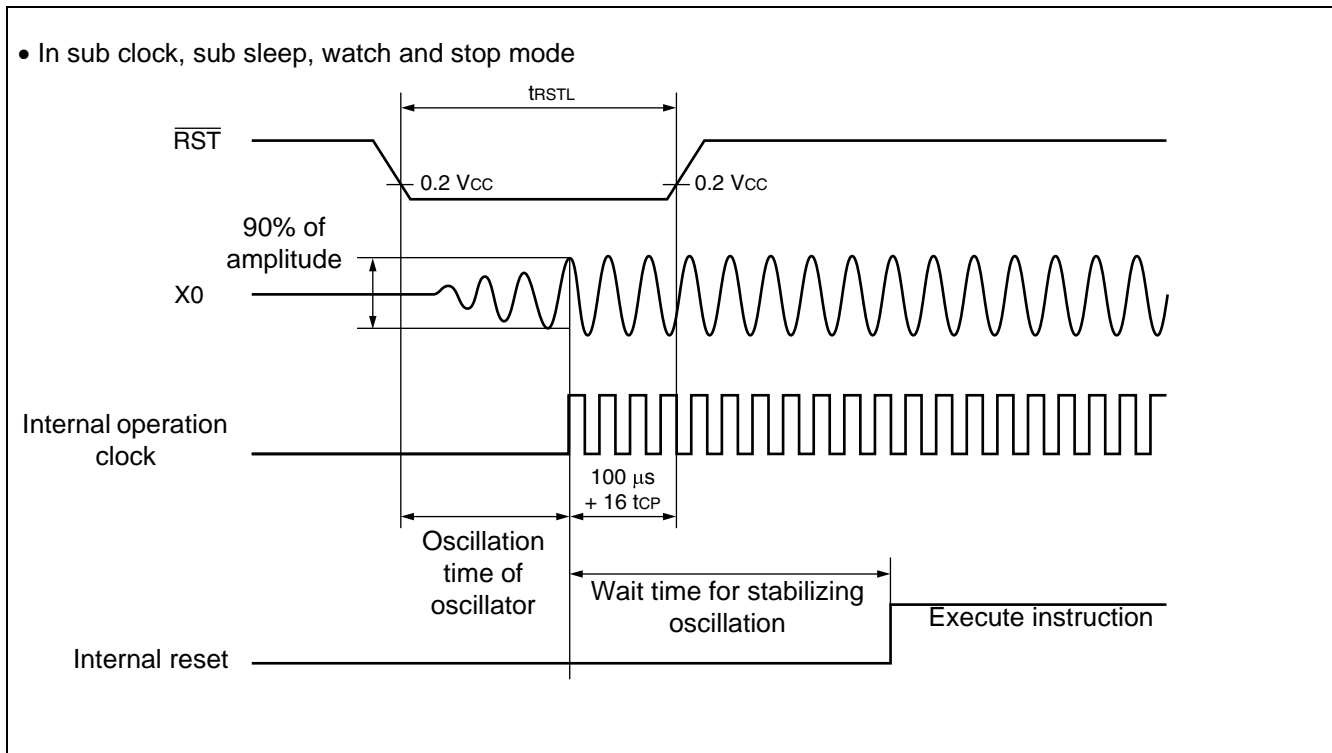 • In sub clock, sub sleep, watch and stop mode
tRSTL
RST
0.2 VCC
0.2 VCC
90% of
amplitude
X0
Internal operation
clock
100 μs
+ 16 tCP
Oscillation
time of
oscillator
Wait time for stabilizing
oscillation
Execute instruction
Internal reset